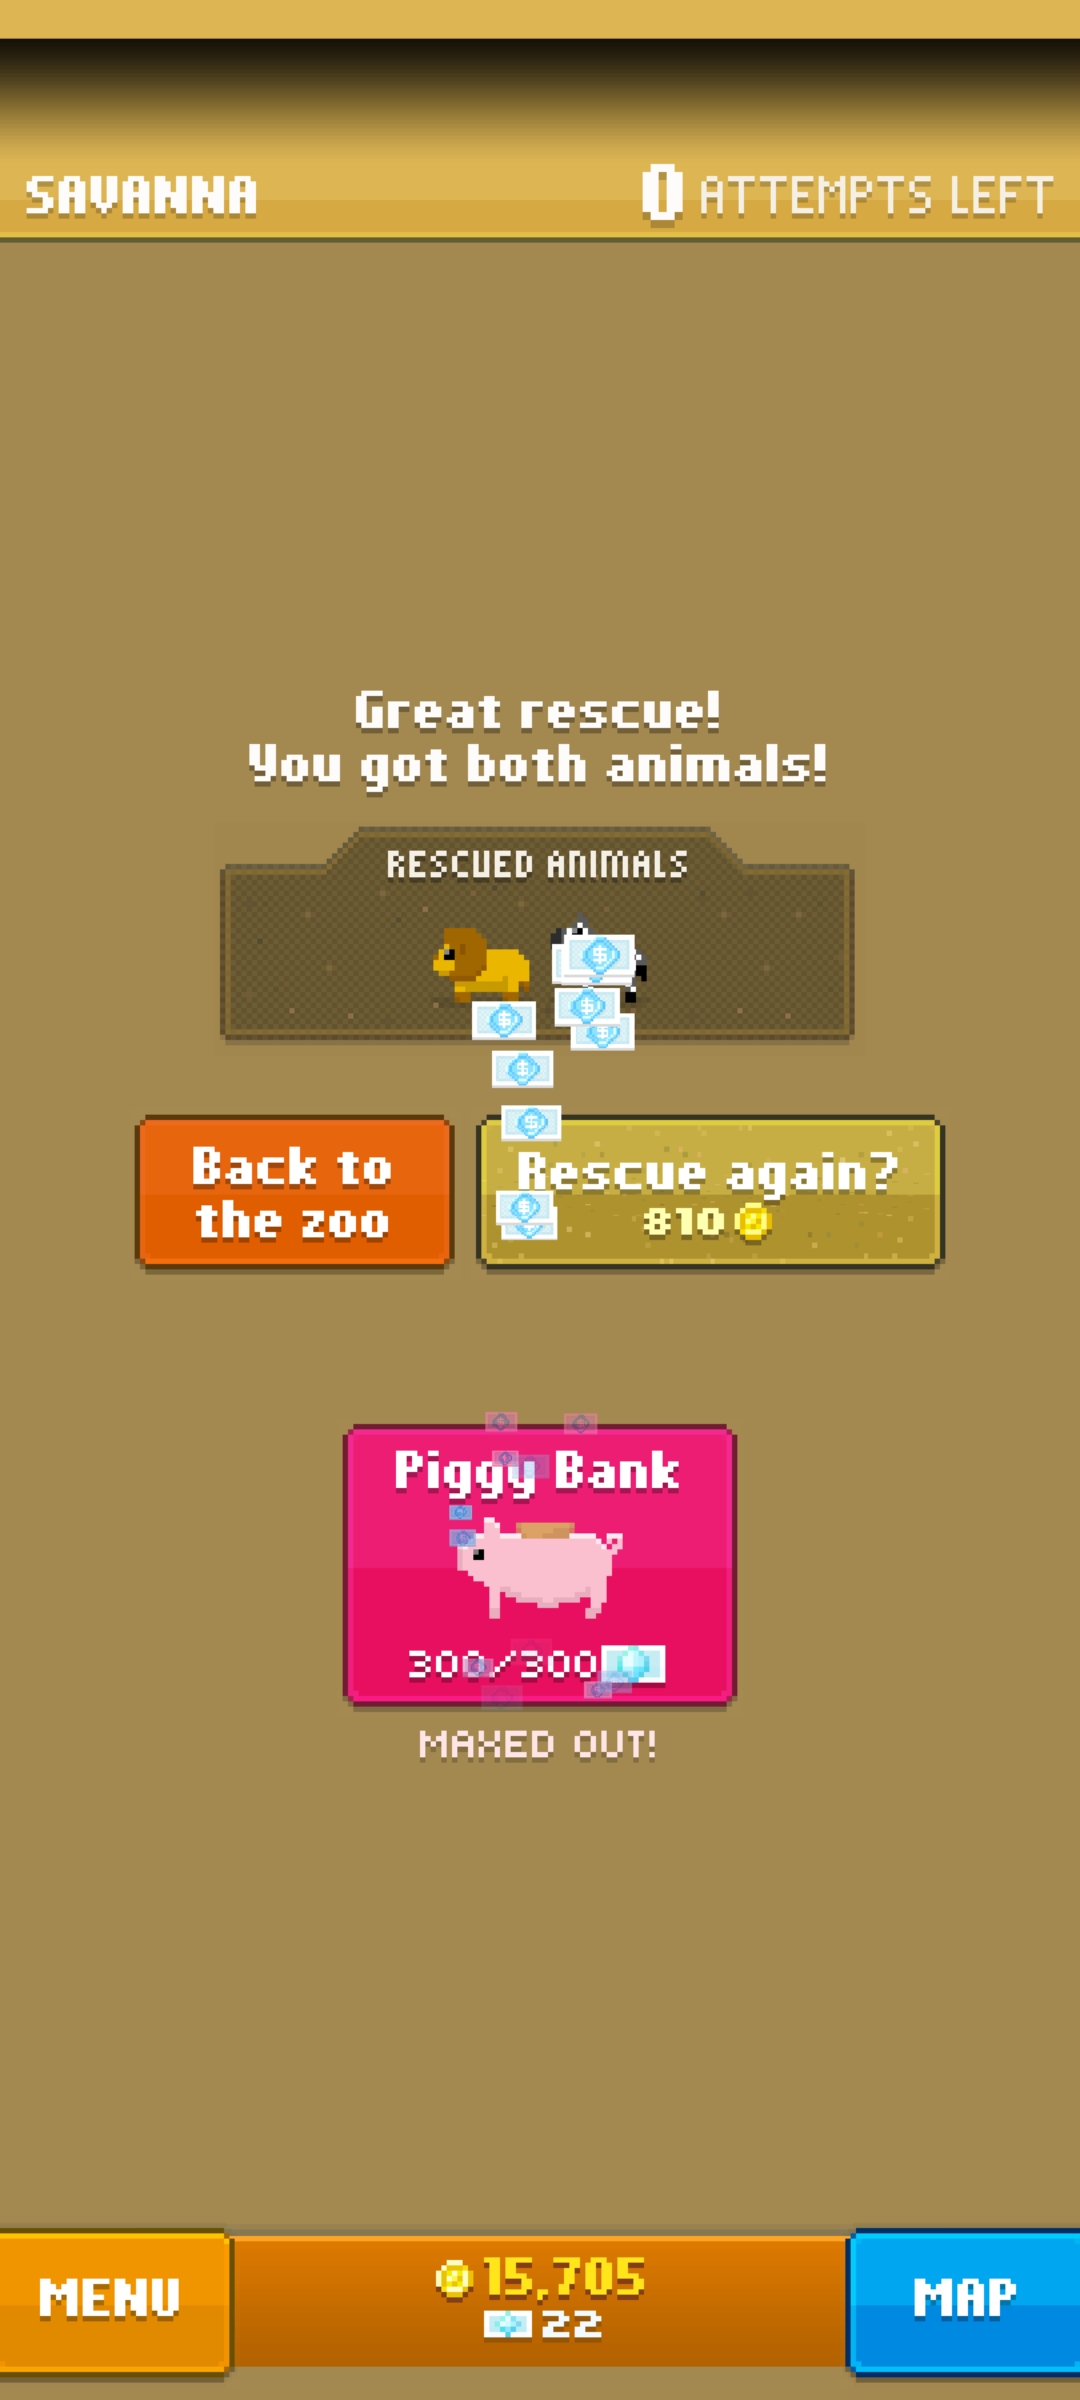 SAVANNA
0 ATTEMPTS LEFT
Great rescue!
You got both animals!
RESCUED ANIMALS
Back to
the zoo
Rescue again?
810
Piggy Bank
300/300
MAXED OUT!
MENU
15,705
22
MAP